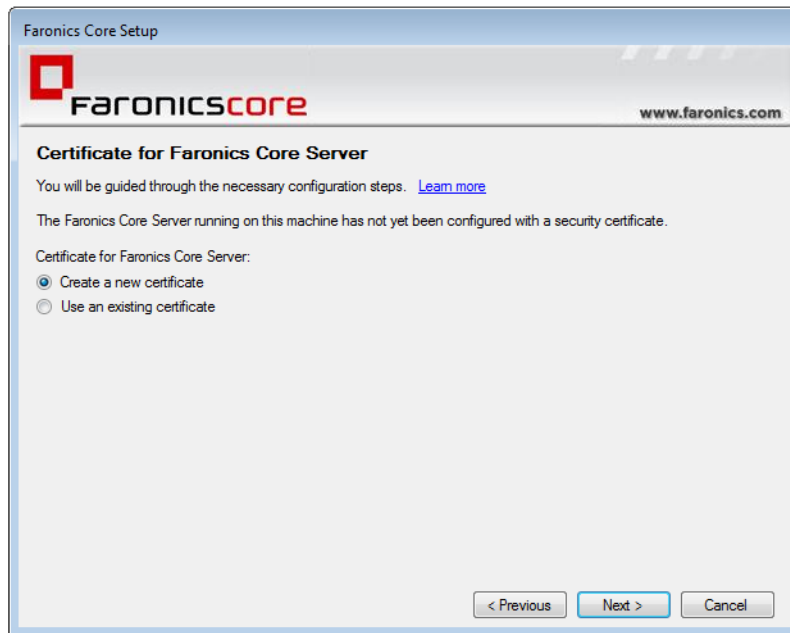 Faronics Core Setup
Faronicscore
www.faronics.com
Certificate for Faronics Core Server
You will be guided through the necessary configuration steps. Learn more
The Faronics Core Server running on this machine has not yet been configured with a security certificate.
Certificate for Faronics Core Server:
Create a new certificate
Use an existing certificate
< Previous Next > Cancel